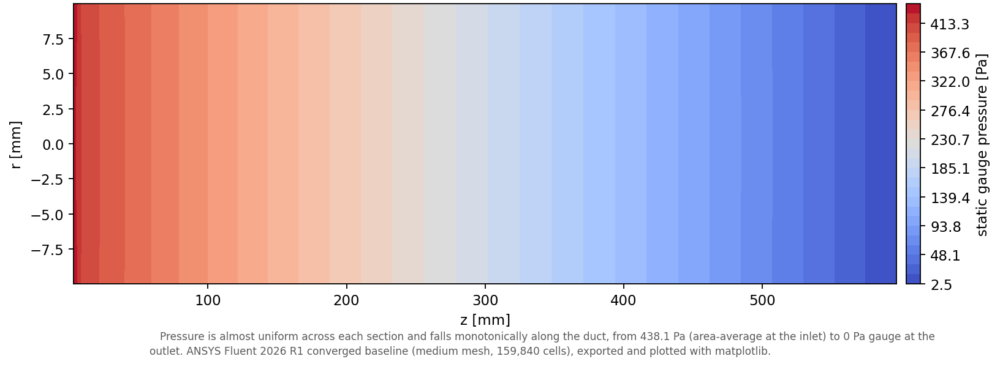 7.5
5.0
2.5
0.0
−2.5
−5.0
−7.5
r [mm]
100 200 300 400 500
z [mm]
413.3
367.6
322.0
276.4
230.7
185.1
139.4
93.8
48.1
2.5
static gauge pressure [Pa]
Pressure is almost uniform across each section and falls monotonically along the duct, from 438.1 Pa (area-average at the inlet) to 0 Pa gauge at the
outlet. ANSYS Fluent 2026 R1 converged baseline (medium mesh, 159,840 cells), exported and plotted with matplotlib.